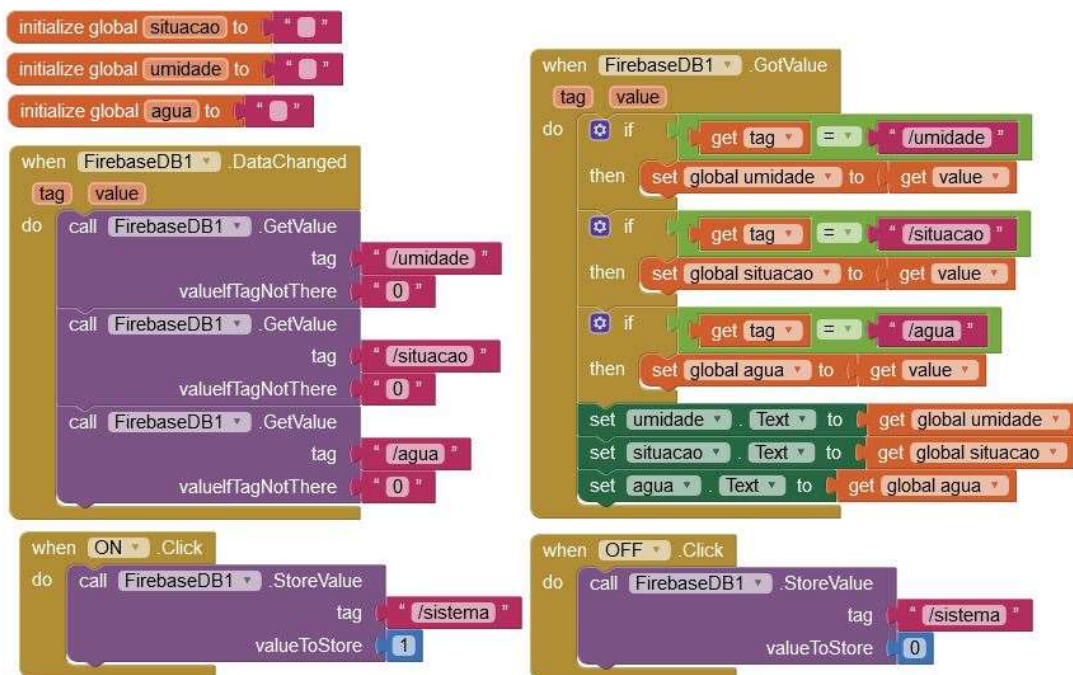 initialize global situacao to " "
initialize global umidade to " "
initialize global agua to " "
when FirebaseDB1 .DataChanged
tag value
do call FirebaseDB1 .GetValue
tag " /umidade "
valueIfTagNotThere " 0 "
call FirebaseDB1 .GetValue
tag " /situacao "
valueIfTagNotThere " 0 "
call FirebaseDB1 .GetValue
tag " /agua "
valueIfTagNotThere " 0 "
when ON .Click
do call FirebaseDB1 .StoreValue
tag " /sistema "
valueToStore 1
when FirebaseDB1 .GotValue
tag value
do if get tag = " /umidade "
then set global umidade to get value
if get tag = " /situacao "
then set global situacao to get value
if get tag = " /agua "
then set global agua to get value
set umidade . Text to get global umidade
set situacao . Text to get global situacao
set agua . Text to get global agua
when OFF .Click
do call FirebaseDB1 .StoreValue
tag " /sistema "
valueToStore 0